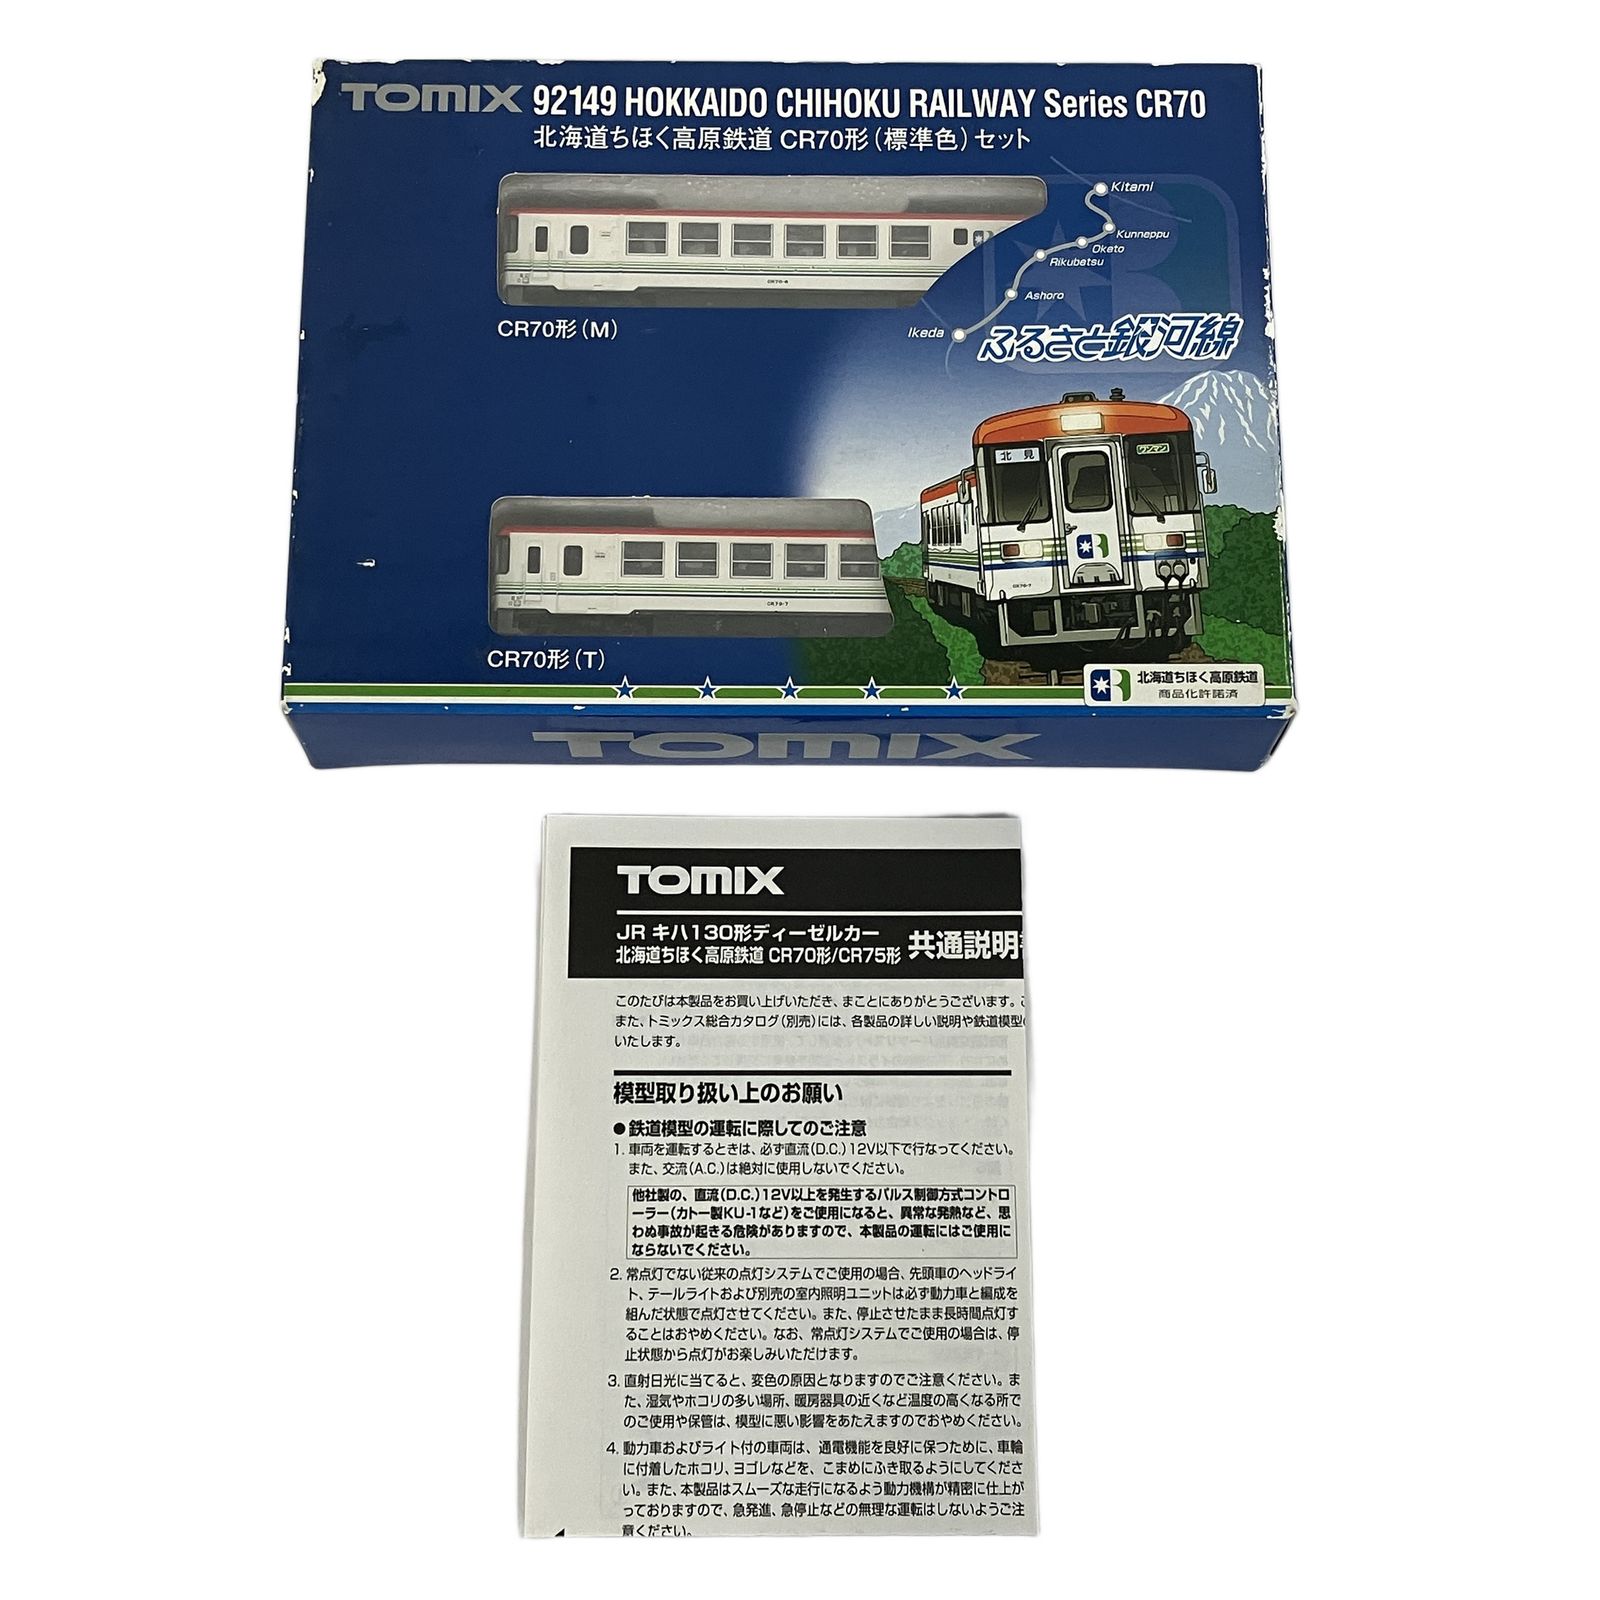 TOMIX 92149 HOKKAIDO CHIHOKU RAILWAY Series CR70
北海道ちほく高原鉄道 CR70形(標準色)セット
Kitami
Kunneppu
Oketo
Rikubetsu
Ashoro
Ikeda
ふるさと銀河線
CR70-8
CR70形(M)
北見
ワンマン
CR70-7
CR70-7
CR70形(T)
北海道ちほく高原鉄道
商品化許諾済
TOMIX
TOMIX
JR キハ130形ディーゼルカー
北海道ちほく高原鉄道 CR70形/CR75形 共通説明
このたびは本製品をお買い上げいただき、まことにありがとうございます。こ
また、トミックス総合カタログ(別売)には、各製品の詳しい説明や鉄道模型
いたします。
模型取り扱い上のお願い
●鉄道模型の運転に際してのご注意
1. 車両を運転するときは、必ず直流(D.C.)12V以下で行なってください。
また、交流(A.C.)は絶対に使用しないでください。
他社製の、直流(D.C.)12V以上を発生するパルス制御方式コントロ
ーラー(カトー製KU-1など)をご使用になると、異常な発熱など、思
わぬ事故が起きる危険がありますので、本製品の運転にはご使用に
ならないでください。
2. 常点灯でない従来の点灯システムでご使用の場合、先頭車のヘッドライ
ト、テールライトおよび別売の室内照明ユニットは必ず動力車と編成を
組んだ状態で点灯させてください。また、停止させたまま長時間点灯す
ることはおやめください。なお、常点灯システムでご使用の場合は、停
止状態から点灯がお楽しみいただけます。
3. 直射日光に当てると、変色の原因となりますのでご注意ください。ま
た、湿気やホコリの多い場所、暖房器具の近くなど温度の高くなる所で
のご使用や保管は、模型に悪い影響をあたえますのでおやめください。
4. 動力車およびライト付の車両は、通電機能を良好に保つために、車輪
に付着したホコリ、ヨゴレなどを、こまめにふき取るようにしてくださ
い。また、本製品はスムーズな走行になるよう動力機構が精密に仕上が
っておりますので、急発進、急停止などの無理な運転はしないようご注
意ください。